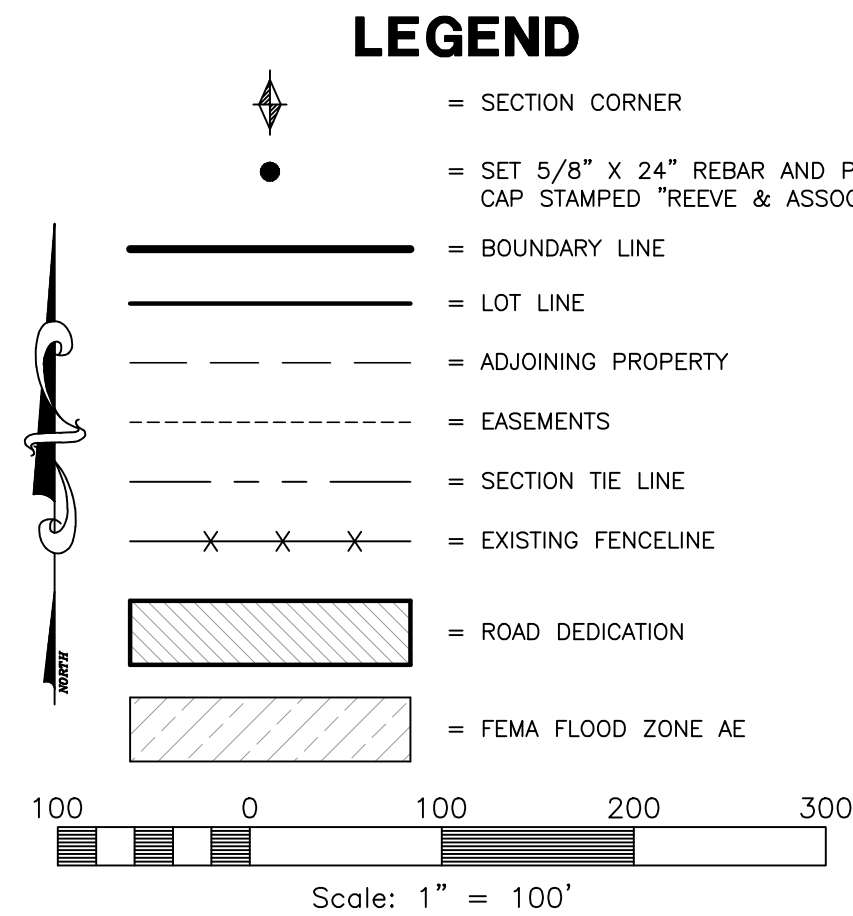 LEGEND
= SECTION CORNER
= SET 5/8" X 24" REBAR AND
CAP STAMPED "REEVE &
= BOUNDARY LINE
= LOT LINE
= ADJOINING PROPERTY
= EASEMENTS
= SECTION TIE LINE
= EXISTING FENCELINE
= ROAD DEDICATION
NORTH
= FEMA FLOOD ZONE AE
100 0 100 200 300
Scale: 1" = 100'